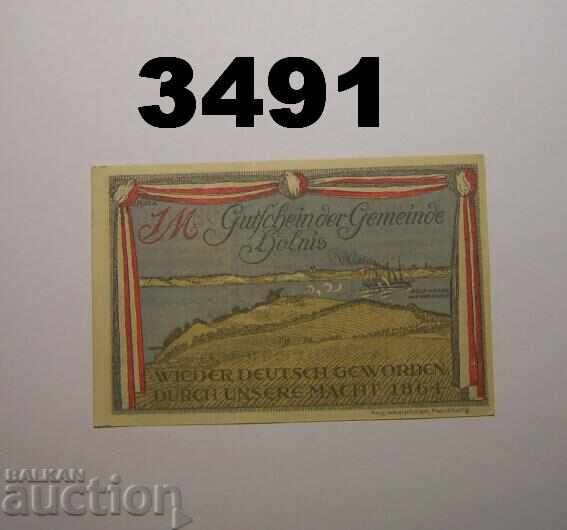 3491
1M Gutschein der Gemeinde
Holnis
WIEDER DEUTSCH GEWORDEN
DURCH UNSERE MACHT 1864
BALKAN
auction